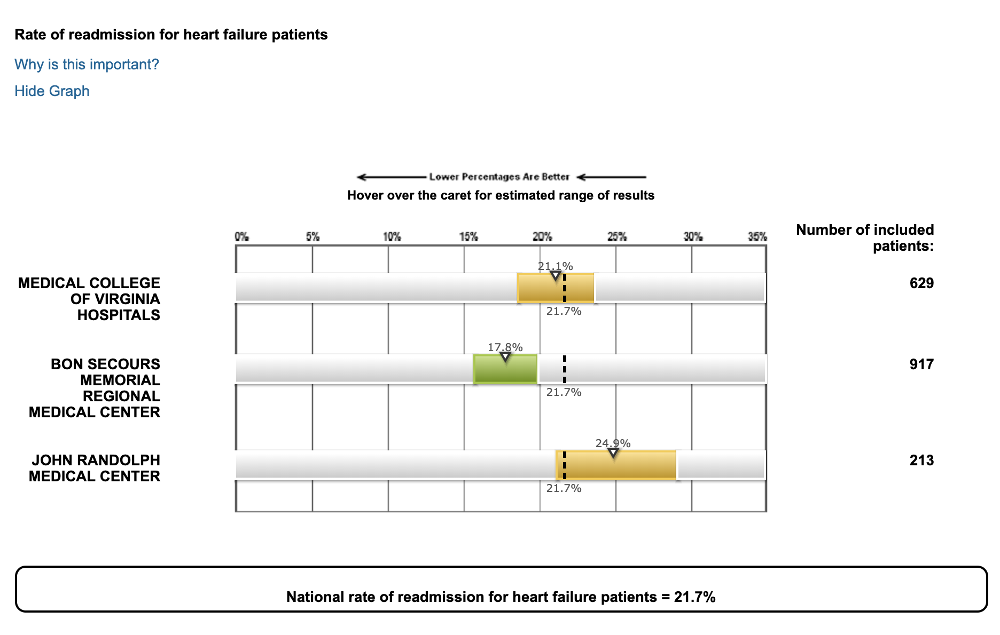 Rate of readmission for heart failure patients
Why is this important?
Hide Graph
Lower Percentages Are Better
Hover over the caret for estimated range of results
0% 5% 10% 15% 20% 25% 30% 35%
Number of included
patients:
21.1%
MEDICAL COLLEGE
OF VIRGINIA
HOSPITALS
629
21.7%
17.8%
BON SECOURS
MEMORIAL
REGIONAL
MEDICAL CENTER
917
21.7%
24.9%
JOHN RANDOLPH
MEDICAL CENTER
213
21.7%
National rate of readmission for heart failure patients = 21.7%